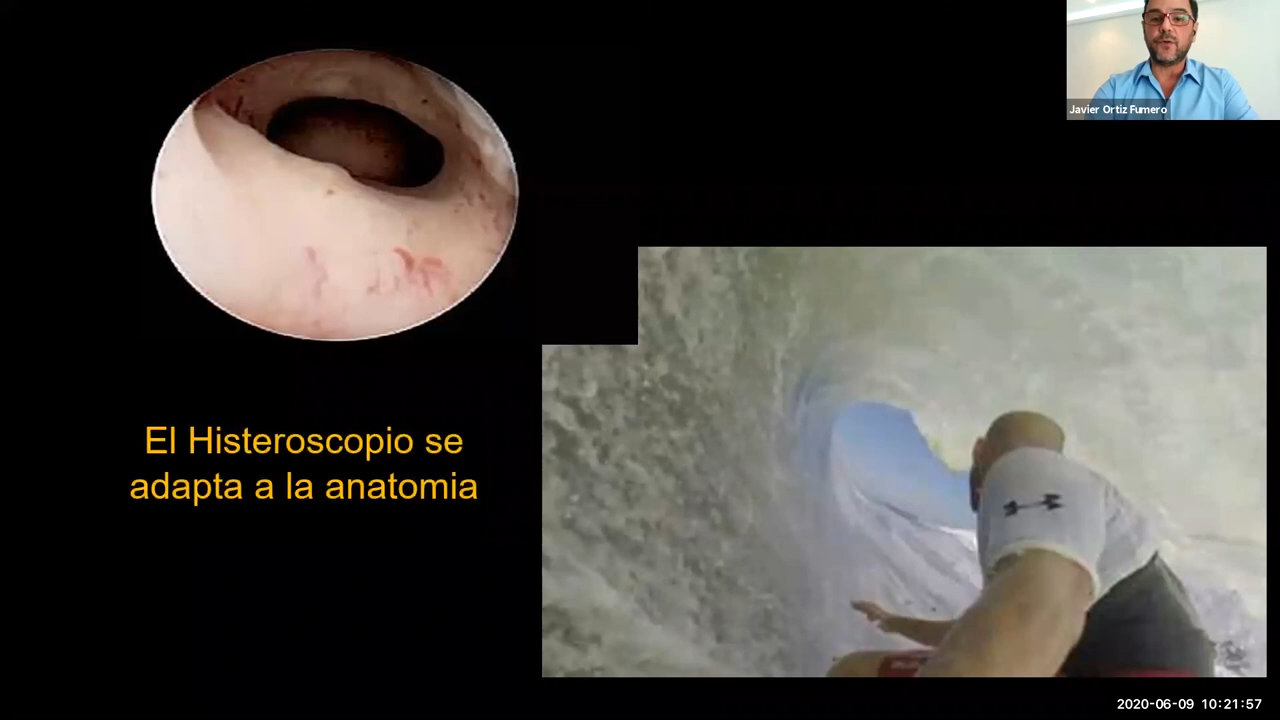 Javier Ortiz Fumero
El Histeroscopio se
adapta a la anatomia
2020-06-09 10:21:57